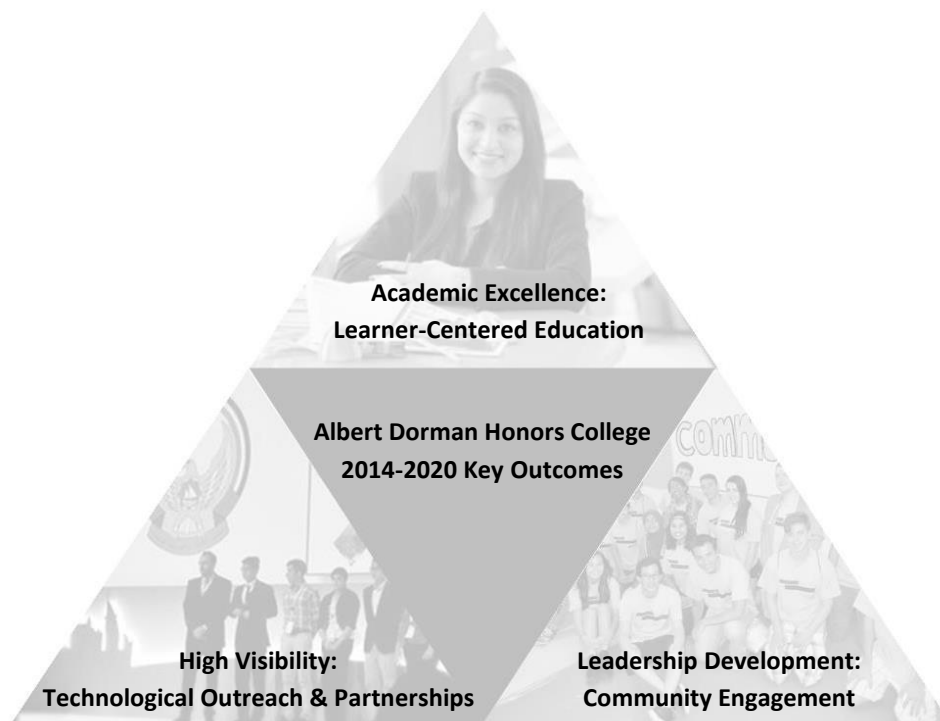 Academic Excellence:
Learner-Centered Education
Albert Dorman Honors College
2014-2020 Key Outcomes
High Visibility:
Technological Outreach & Partnerships
Leadership Development:
Community Engagement